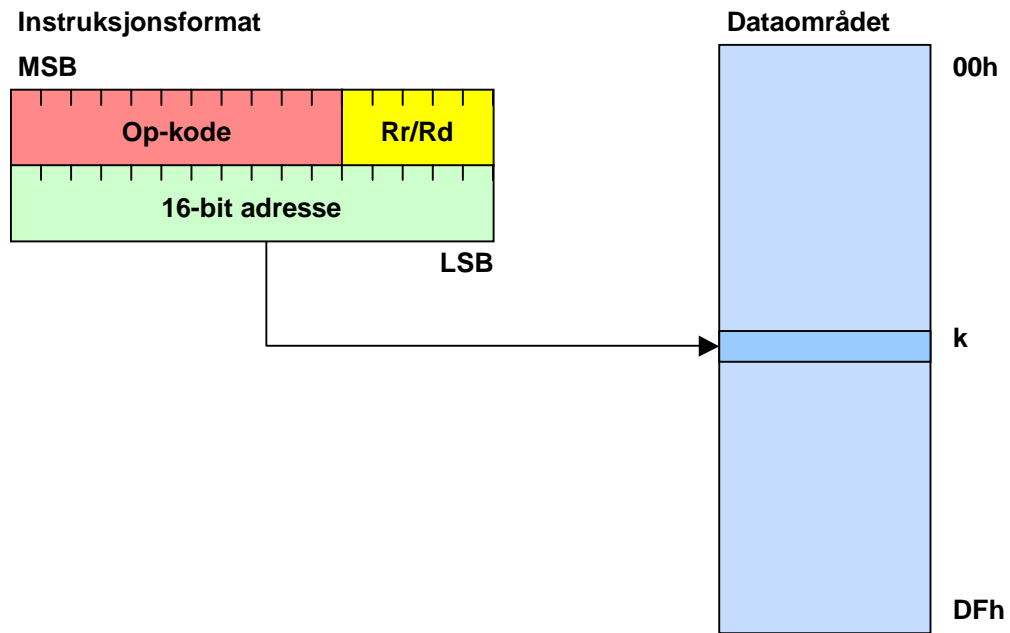 Instruksjonsformat
MSB
Op-kode
Rr/Rd
16-bit adresse
LSB
Dataområdet
00h
k
DFh